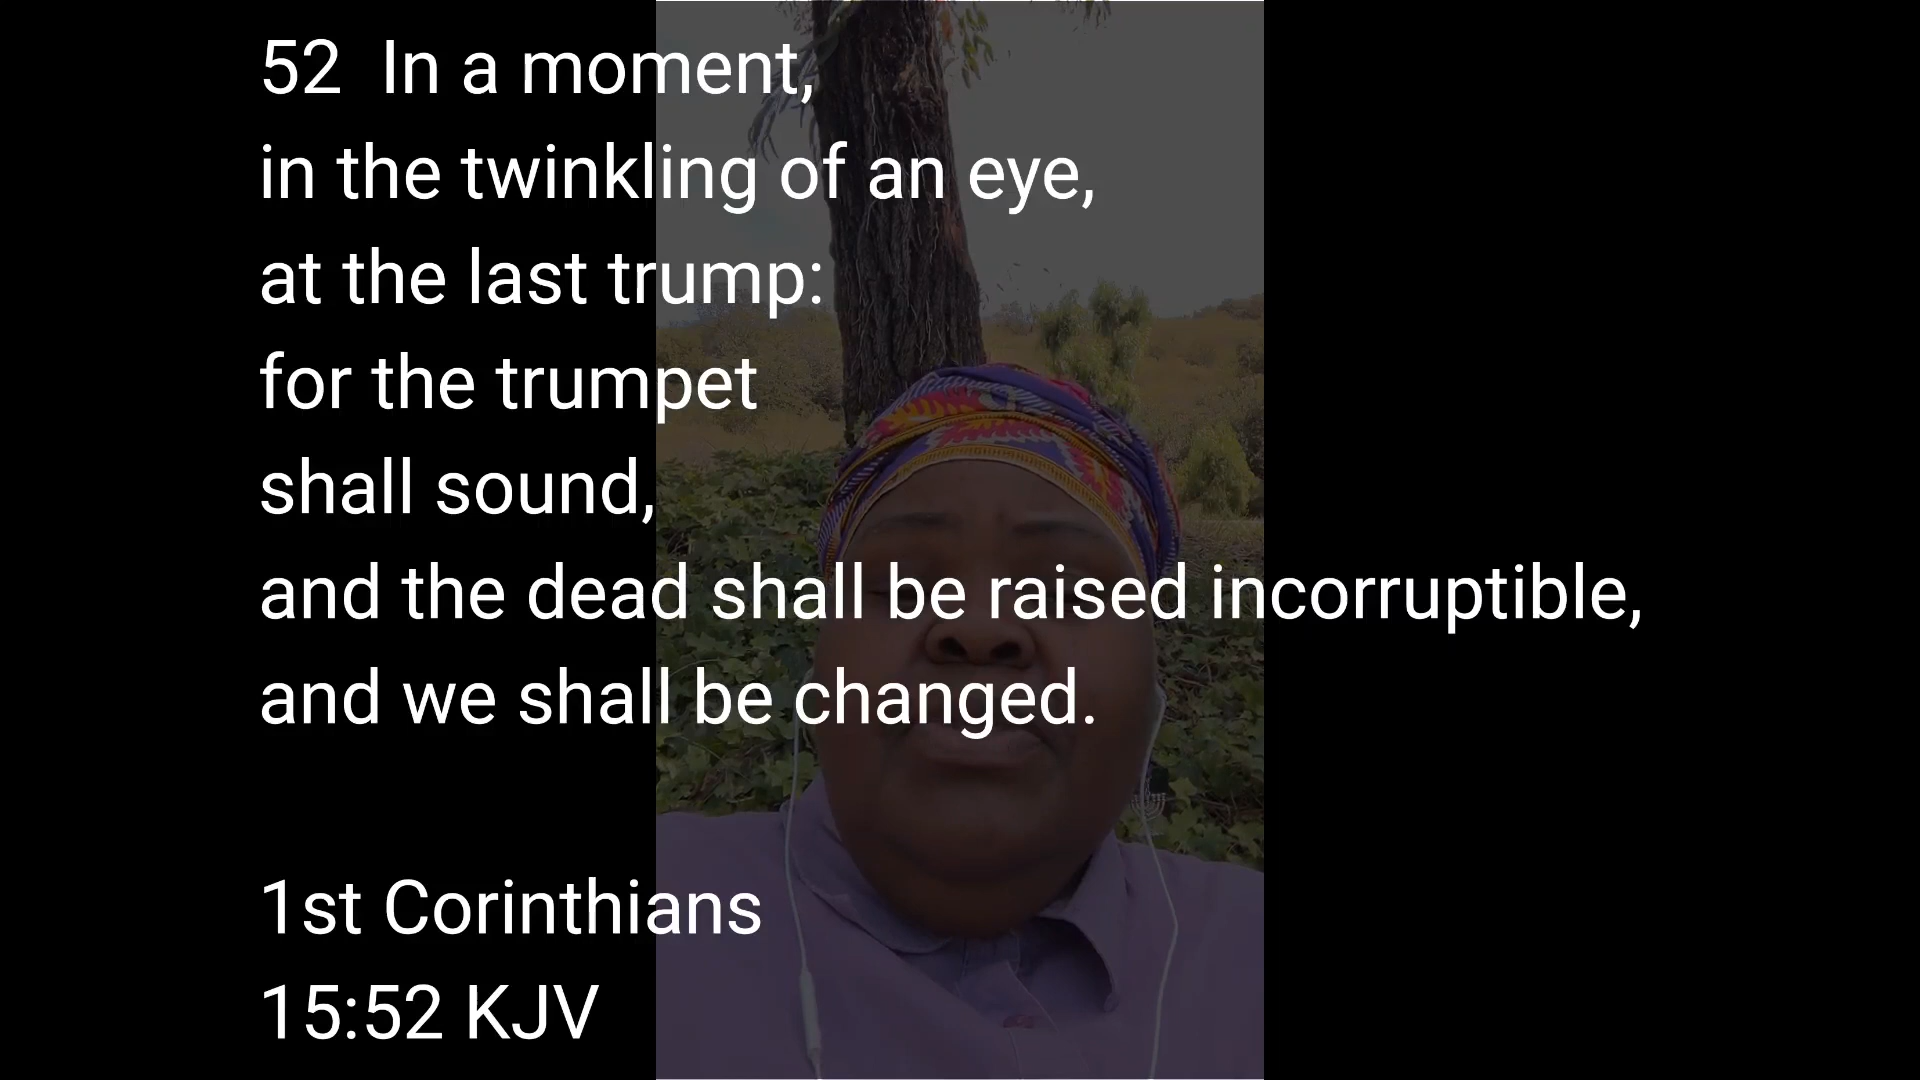 52  In a moment,
in the twinkling of an eye,
at the last trump:
for the trumpet
shall sound,
and the dead shall be raised incorruptible,
and we shall be changed.
1st Corinthians
15:52 KJV